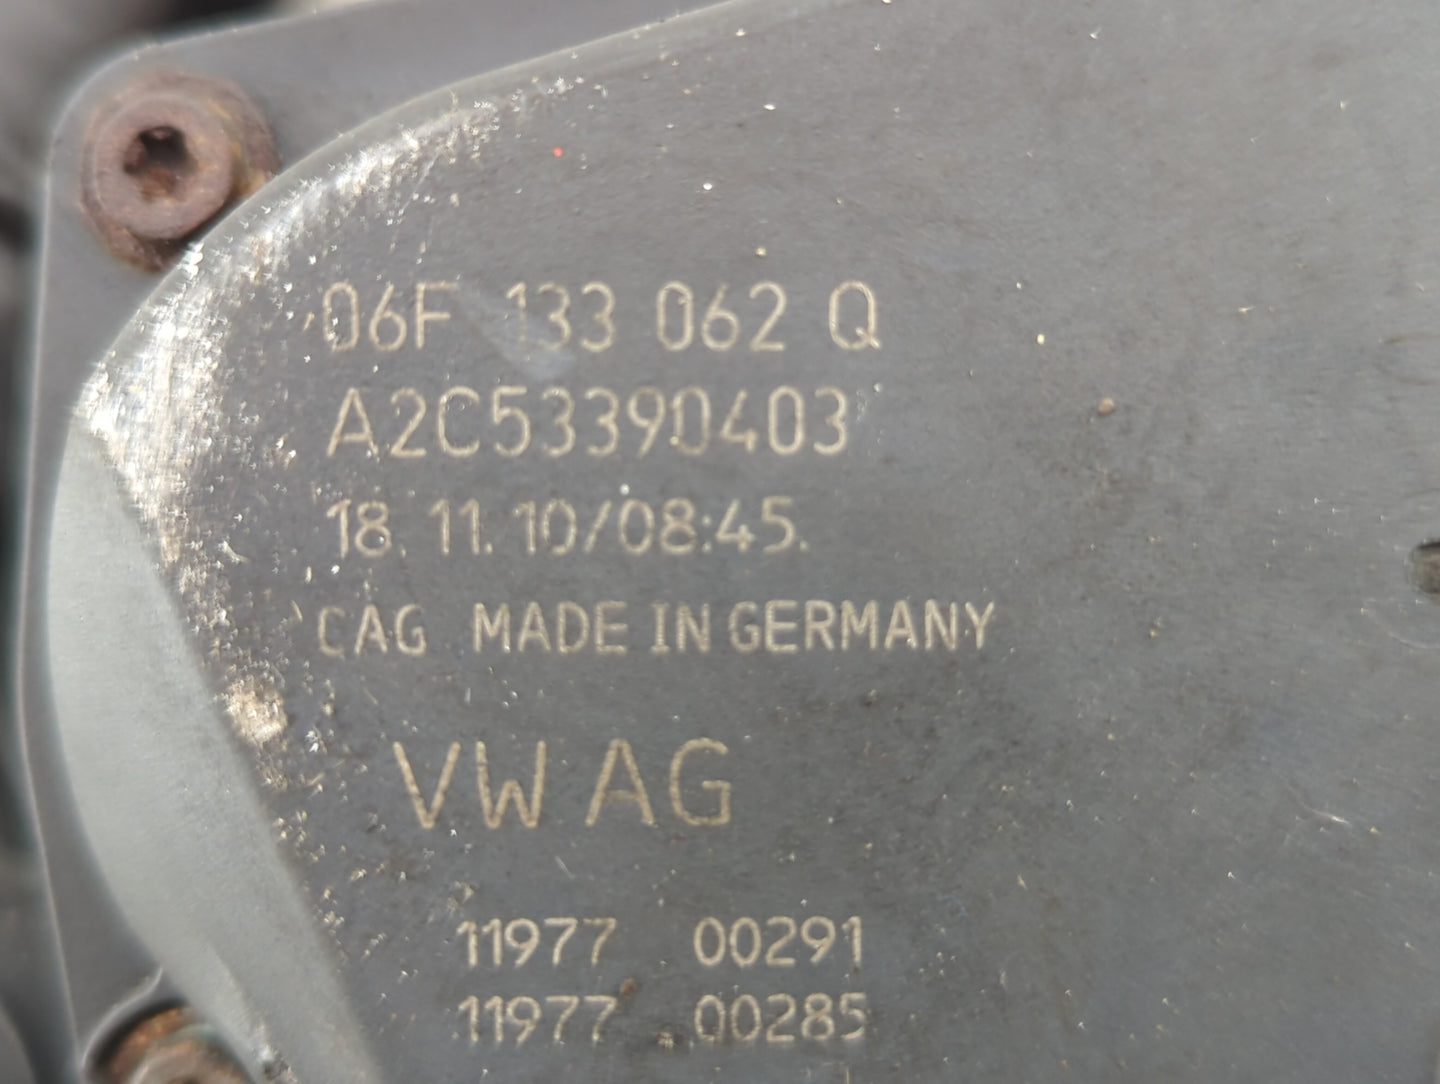 06F 133 062 Q
A2C53390403
18.11.10/08:45.
CAG MADE IN GERMANY
VW AG
11977 00291
11977 00285